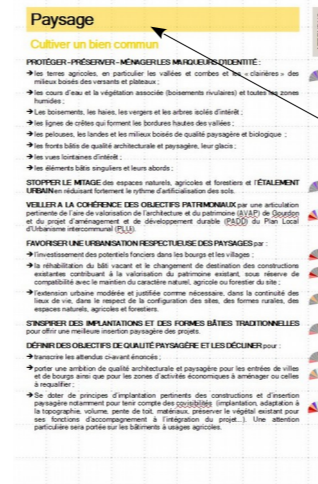 Paysage
Cultiver un bien commun
PROTÉGER - PRÉSERVER - MÉNAGER LES MARQUEURS D'IDENTITÉ :
➔ les terres agricoles, en particulier les vallées et combes et les « clairières » des
milieux boisés des versants et plateaux ;
➔ les cours d'eau et la végétation associée (boisements rivulaires) et toutes les zones
humides ;
➔ Les boisements, les haies, les vergers et les arbres isolés d'intérêt ;
➔ les lignes de crêtes qui forment les bordures hautes des vallées ;
➔ les pelouses, les landes et les milieux boisés de qualité paysagère et biologique ;
➔ les fronts bâtis de qualité architecturale et paysagère, leur glacis ;
➔ les vues lointaines d'intérêt ;
➔ les éléments bâtis singuliers et leurs abords ;
STOPPER LE MITAGE des espaces naturels, agricoles et forestiers et l'ÉTALEMENT
URBAIN en réduisant fortement le rythme d'artificialisation des sols.
VEILLER A LA COHÉRENCE DES OBJECTIFS PATRIMONIAUX par une articulation
pertinente de l'aire de valorisation de l'architecture et du patrimoine (AVAP) de Gourdon
et du projet d'aménagement et de développement durable (PADD) du Plan Local
d'Urbanisme intercommunal (PLUi).
FAVORISER UNE URBANISATION RESPECTUEUSE DES PAYSAGES par :
➔ l'investissement des potentiels fonciers dans les bourgs et les villages ;
➔ la réhabilitation du bâti vacant et le changement de destination des constructions
existantes contribuant à la valorisation du patrimoine existant, sous réserve de
compatibilité avec le maintien du caractère naturel, agricole ou forestier du site ;
➔ l'extension urbaine modérée et justifiée comme nécessaire, dans la continuité des
lieux de vie, dans le respect de la configuration des sites, des formes rurales, des
espaces naturels, agricoles et forestiers.
S'INSPIRER DES IMPLANTATIONS ET DES FORMES BÂTIES TRADITIONNELLES
pour offrir une meilleure insertion paysagère des projets.
DÉFINIR DES OBJECTIFS DE QUALITÉ PAYSAGÈRE ET LES DÉCLINER pour :
➔ transcrire les attendus ci-avant énoncés ;
➔ porter une ambition de qualité architecturale et paysagère pour les entrées de villes
et de bourgs ainsi que pour les zones d'activités économiques à aménager ou celles
à requalifier ;
➔ Se doter de principes d'implantation pertinents des constructions et d'insertion
paysagère notamment pour tenir compte des covisibilités (implantation, adaptation à
la topographie, volume, pente de toit, matériaux, préserver le végétal existant pour
ses fonctions d'accompagnement à l'intégration du projet...). Une attention
particulière sera portée sur les bâtiments à usages agricoles.